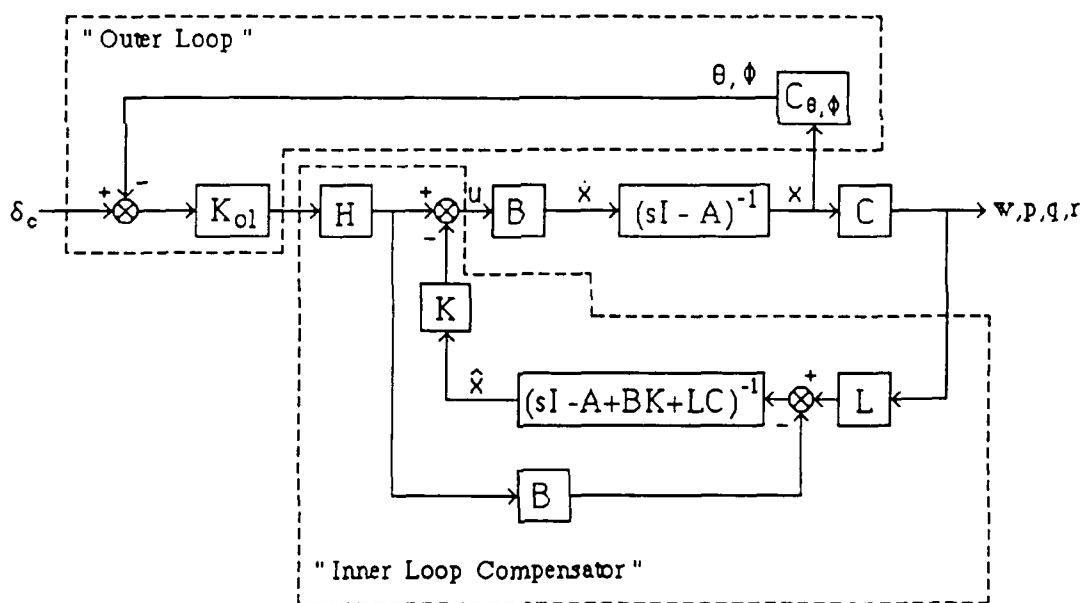 "Outer Loop"
θ, Φ
C_θ,Φ
+
-
δ_c
K_ol
H
+
-
u
B
ẋ
(sI - A)^-1
x
C
w,p,q,r
K
x̂
(sI - A+BK+LC)^-1
+
-
L
B
"Inner Loop Compensator"